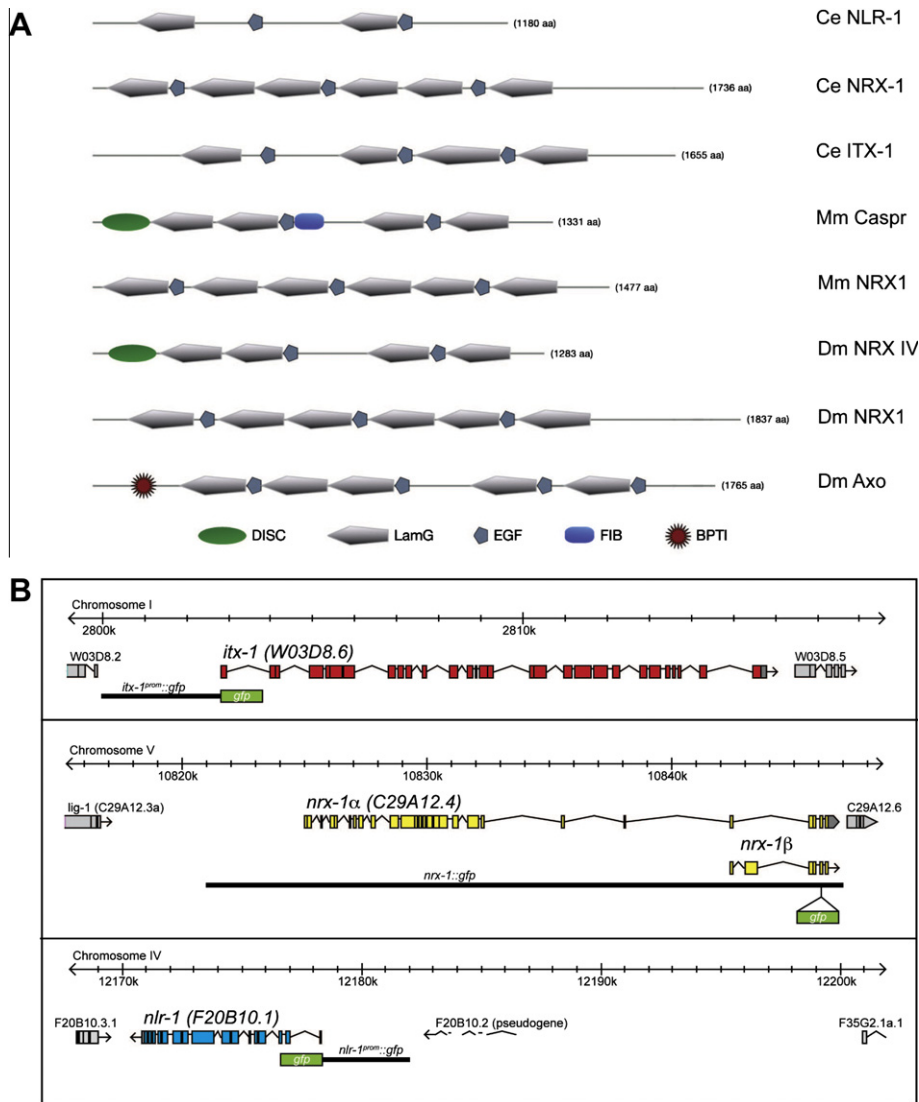 A
(1180 aa) Ce NLR-1
(1736 aa) Ce NRX-1
(1655 aa) Ce ITX-1
(1331 aa) Mm Caspr
(1477 aa) Mm NRX1
(1283 aa) Dm NRX IV
(1837 aa) Dm NRX1
(1765 aa) Dm Axo
DISC LamG EGF FIB BPTI
B
Chromosome I
2800k 2810k
W03D8.2 itx-1 (W03D8.6) W03D8.5
itx-1prom::gfp gfp
Chromosome V
10820k 10830k 10840k
lig-1 (C29A12.3a) nrx-1α (C29A12.4) C29A12.6
nrx-1β
nrx-1::gfp
gfp
Chromosome IV
12170k 12180k 12190k 12200k
F20B10.3.1 nlr-1 (F20B10.1) F20B10.2 (pseudogene) F35G2.1a.1
gfp nlr-1prom::gfp